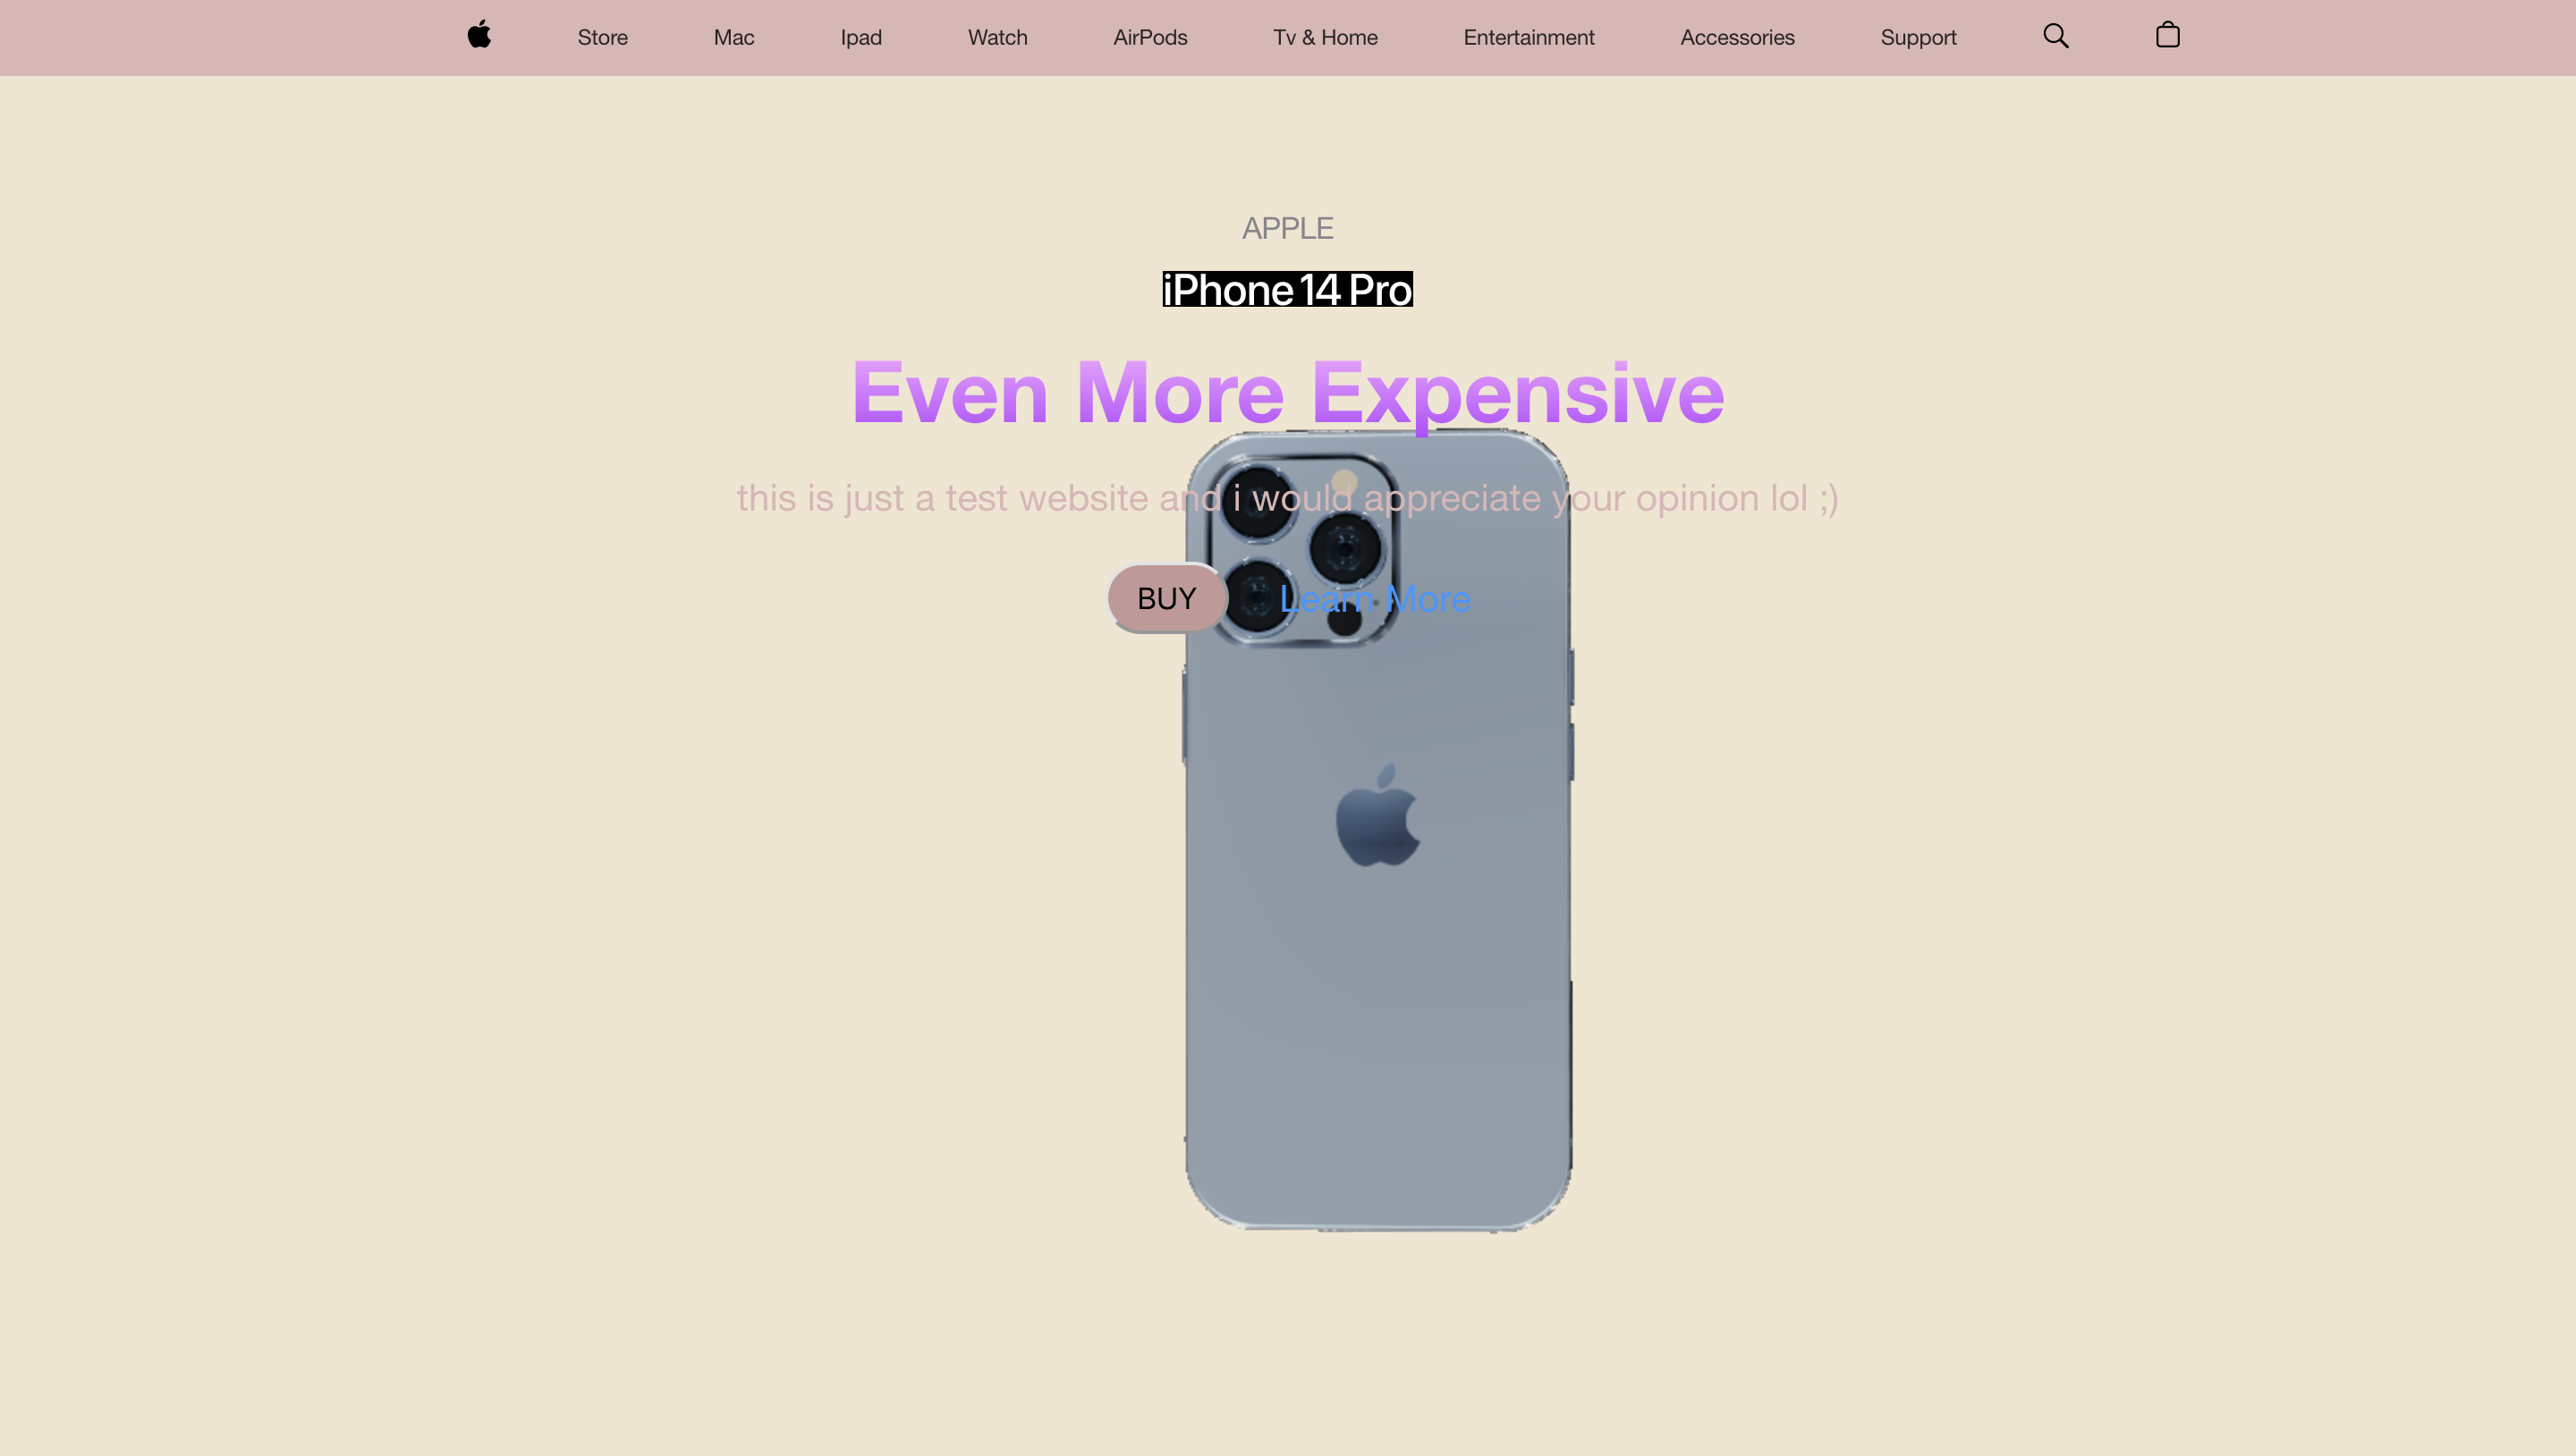 Store Mac Ipad Watch AirPods Tv & Home Entertainment Accessories Support
APPLE
iPhone 14 Pro
Even More Expensive
this is just a test website and i would appreciate your opinion lol ;)
BUY Learn More